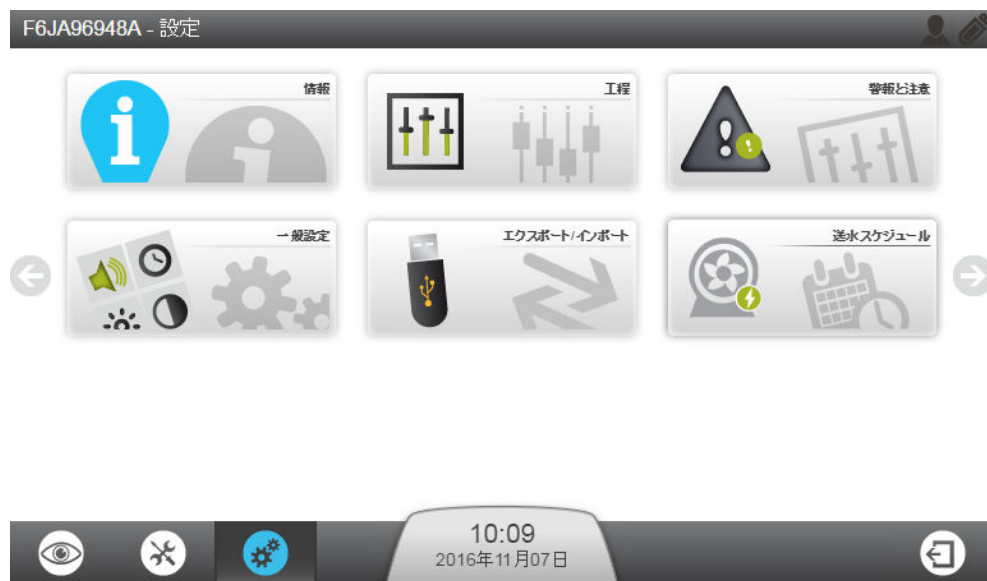 F6JA96948A - 設定
情報
工程
警報と注意
一般設定
エクスポート/インポート
送水スケジュール
10:09
2016年11月07日